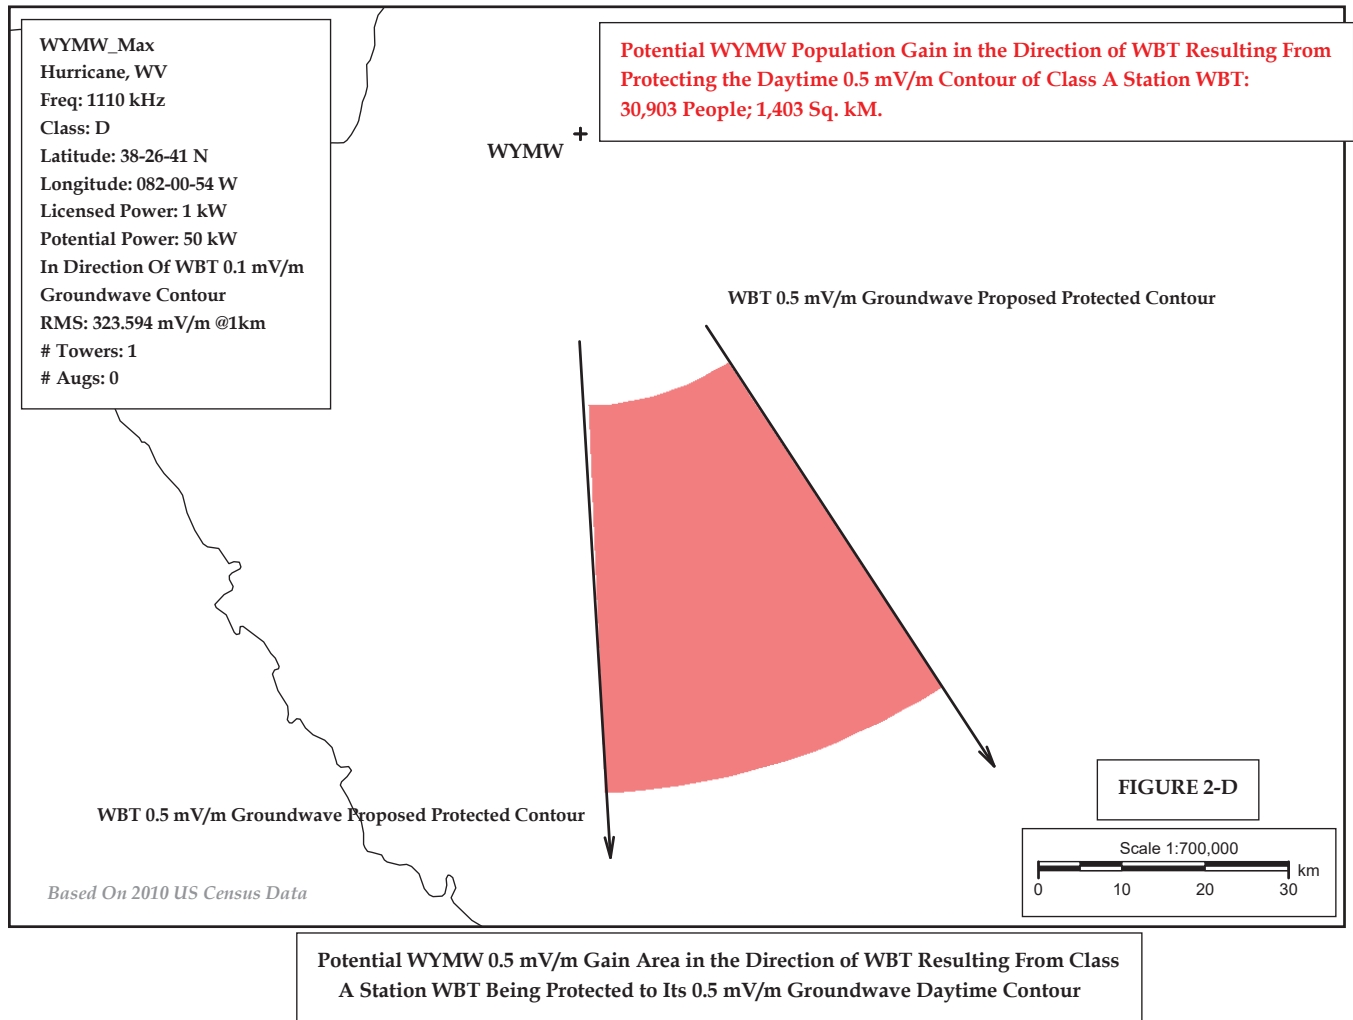 WYMW_Max
Hurricane, WV
Freq: 1110 kHz
Class: D
Latitude: 38-26-41 N
Longitude: 082-00-54 W
Licensed Power: 1 kW
Potential Power: 50 kW
In Direction Of WBT 0.1 mV/m
Groundwave Contour
RMS: 323.594 mV/m @1km
# Towers: 1
# Augs: 0
Potential WYMW Population Gain in the Direction of WBT Resulting From
Protecting the Daytime 0.5 mV/m Contour of Class A Station WBT:
30,903 People; 1,403 Sq. kM.
WYMW
WBT 0.5 mV/m Groundwave Proposed Protected Contour
WBT 0.5 mV/m Groundwave Proposed Protected Contour
FIGURE 2-D
Scale 1:700,000
km
0 10 20 30
Based On 2010 US Census Data
Potential WYMW 0.5 mV/m Gain Area in the Direction of WBT Resulting From Class
A Station WBT Being Protected to Its 0.5 mV/m Groundwave Daytime Contour